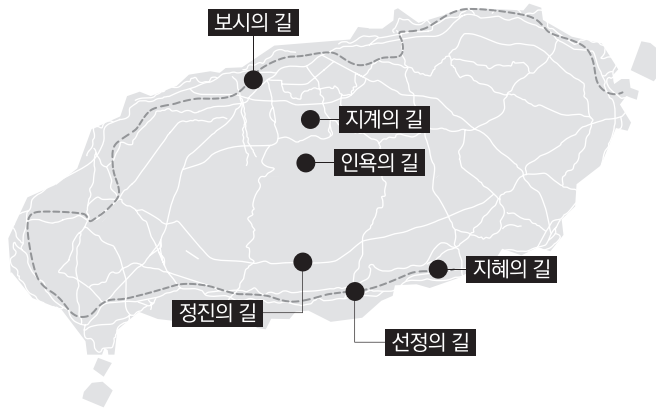 보시의 길
지계의 길
인욕의 길
지혜의 길
정진의 길
선정의 길